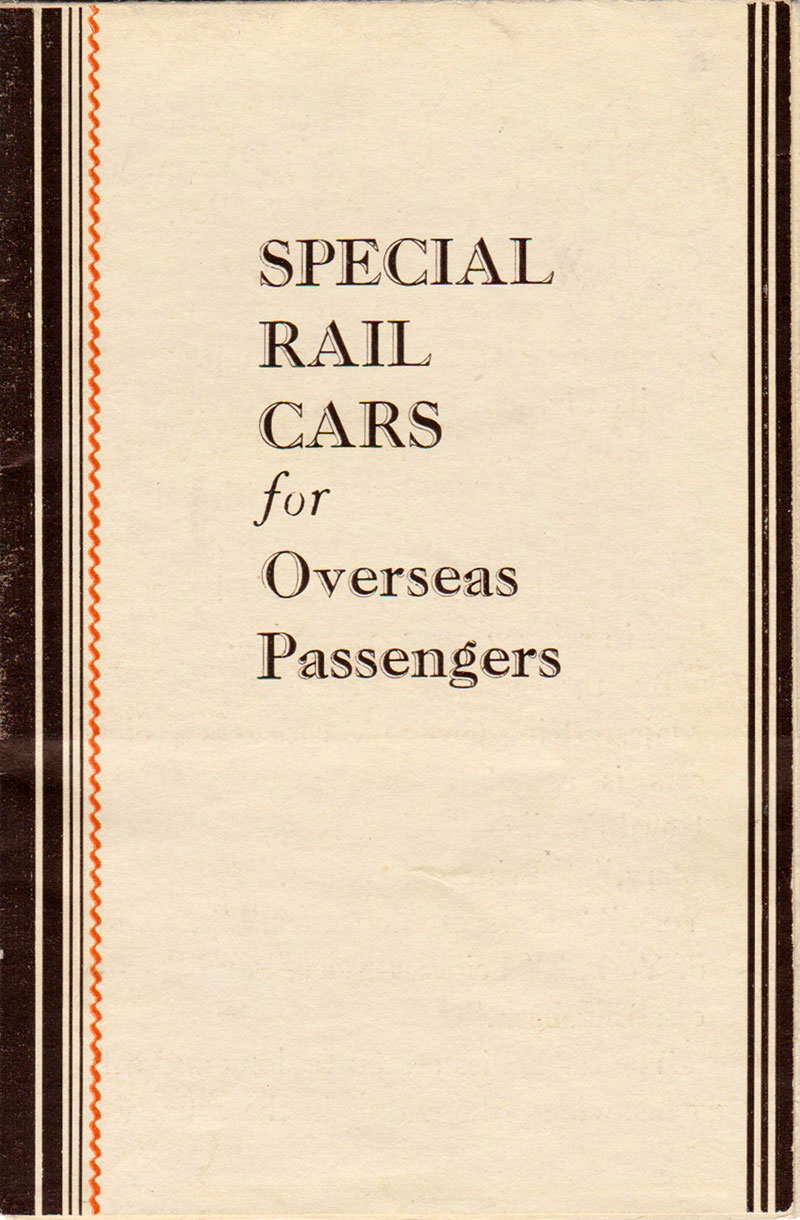 SPECIAL
RAIL
CARS
for
Overseas
Passengers